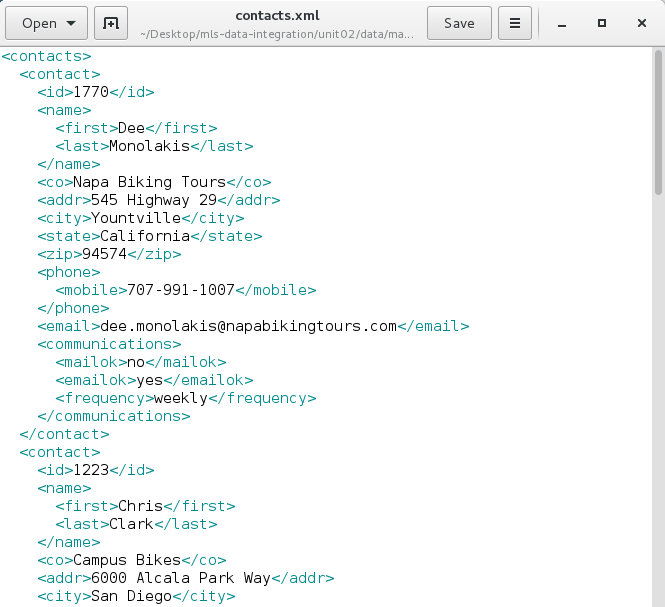 Open
contacts.xml
~/Desktop/mls-data-integration/unit02/data/ma...
Save
<contacts>
<contact>
<id>1770</id>
<name>
<first>Dee</first>
<last>Monolakis</last>
</name>
<co>Napa Biking Tours</co>
<addr>545 Highway 29</addr>
<city>Yountville</city>
<state>California</state>
<zip>94574</zip>
<phone>
<mobile>707-991-1007</mobile>
</phone>
<email>dee.monolakis@napabikingtours.com</email>
<communications>
<mailok>no</mailok>
<emailok>yes</emailok>
<frequency>weekly</frequency>
</communications>
</contact>
<contact>
<id>1223</id>
<name>
<first>Chris</first>
<last>Clark</last>
</name>
<co>Campus Bikes</co>
<addr>6000 Alcala Park Way</addr>
<city>San Diego</city>